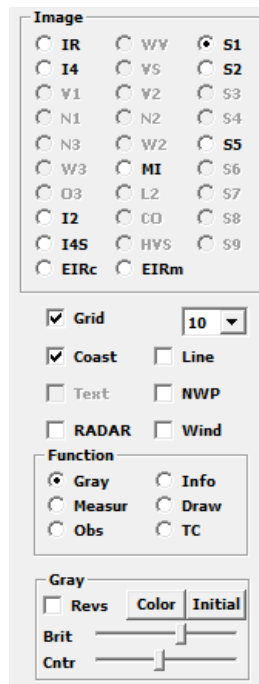 Image
IR WV S1
I4 VS S2
V1 V2 S3
N1 N2 S4
N3 W2 S5
W3 MI S6
O3 L2 S7
I2 CO S8
I4S HVS S9
EIRc EIRm
Grid 10
Coast Line
Text NWP
RADAR Wind
Function
Gray Info
Measur Draw
Obs TC
Gray
Revs Color Initial
Brit
Cntr